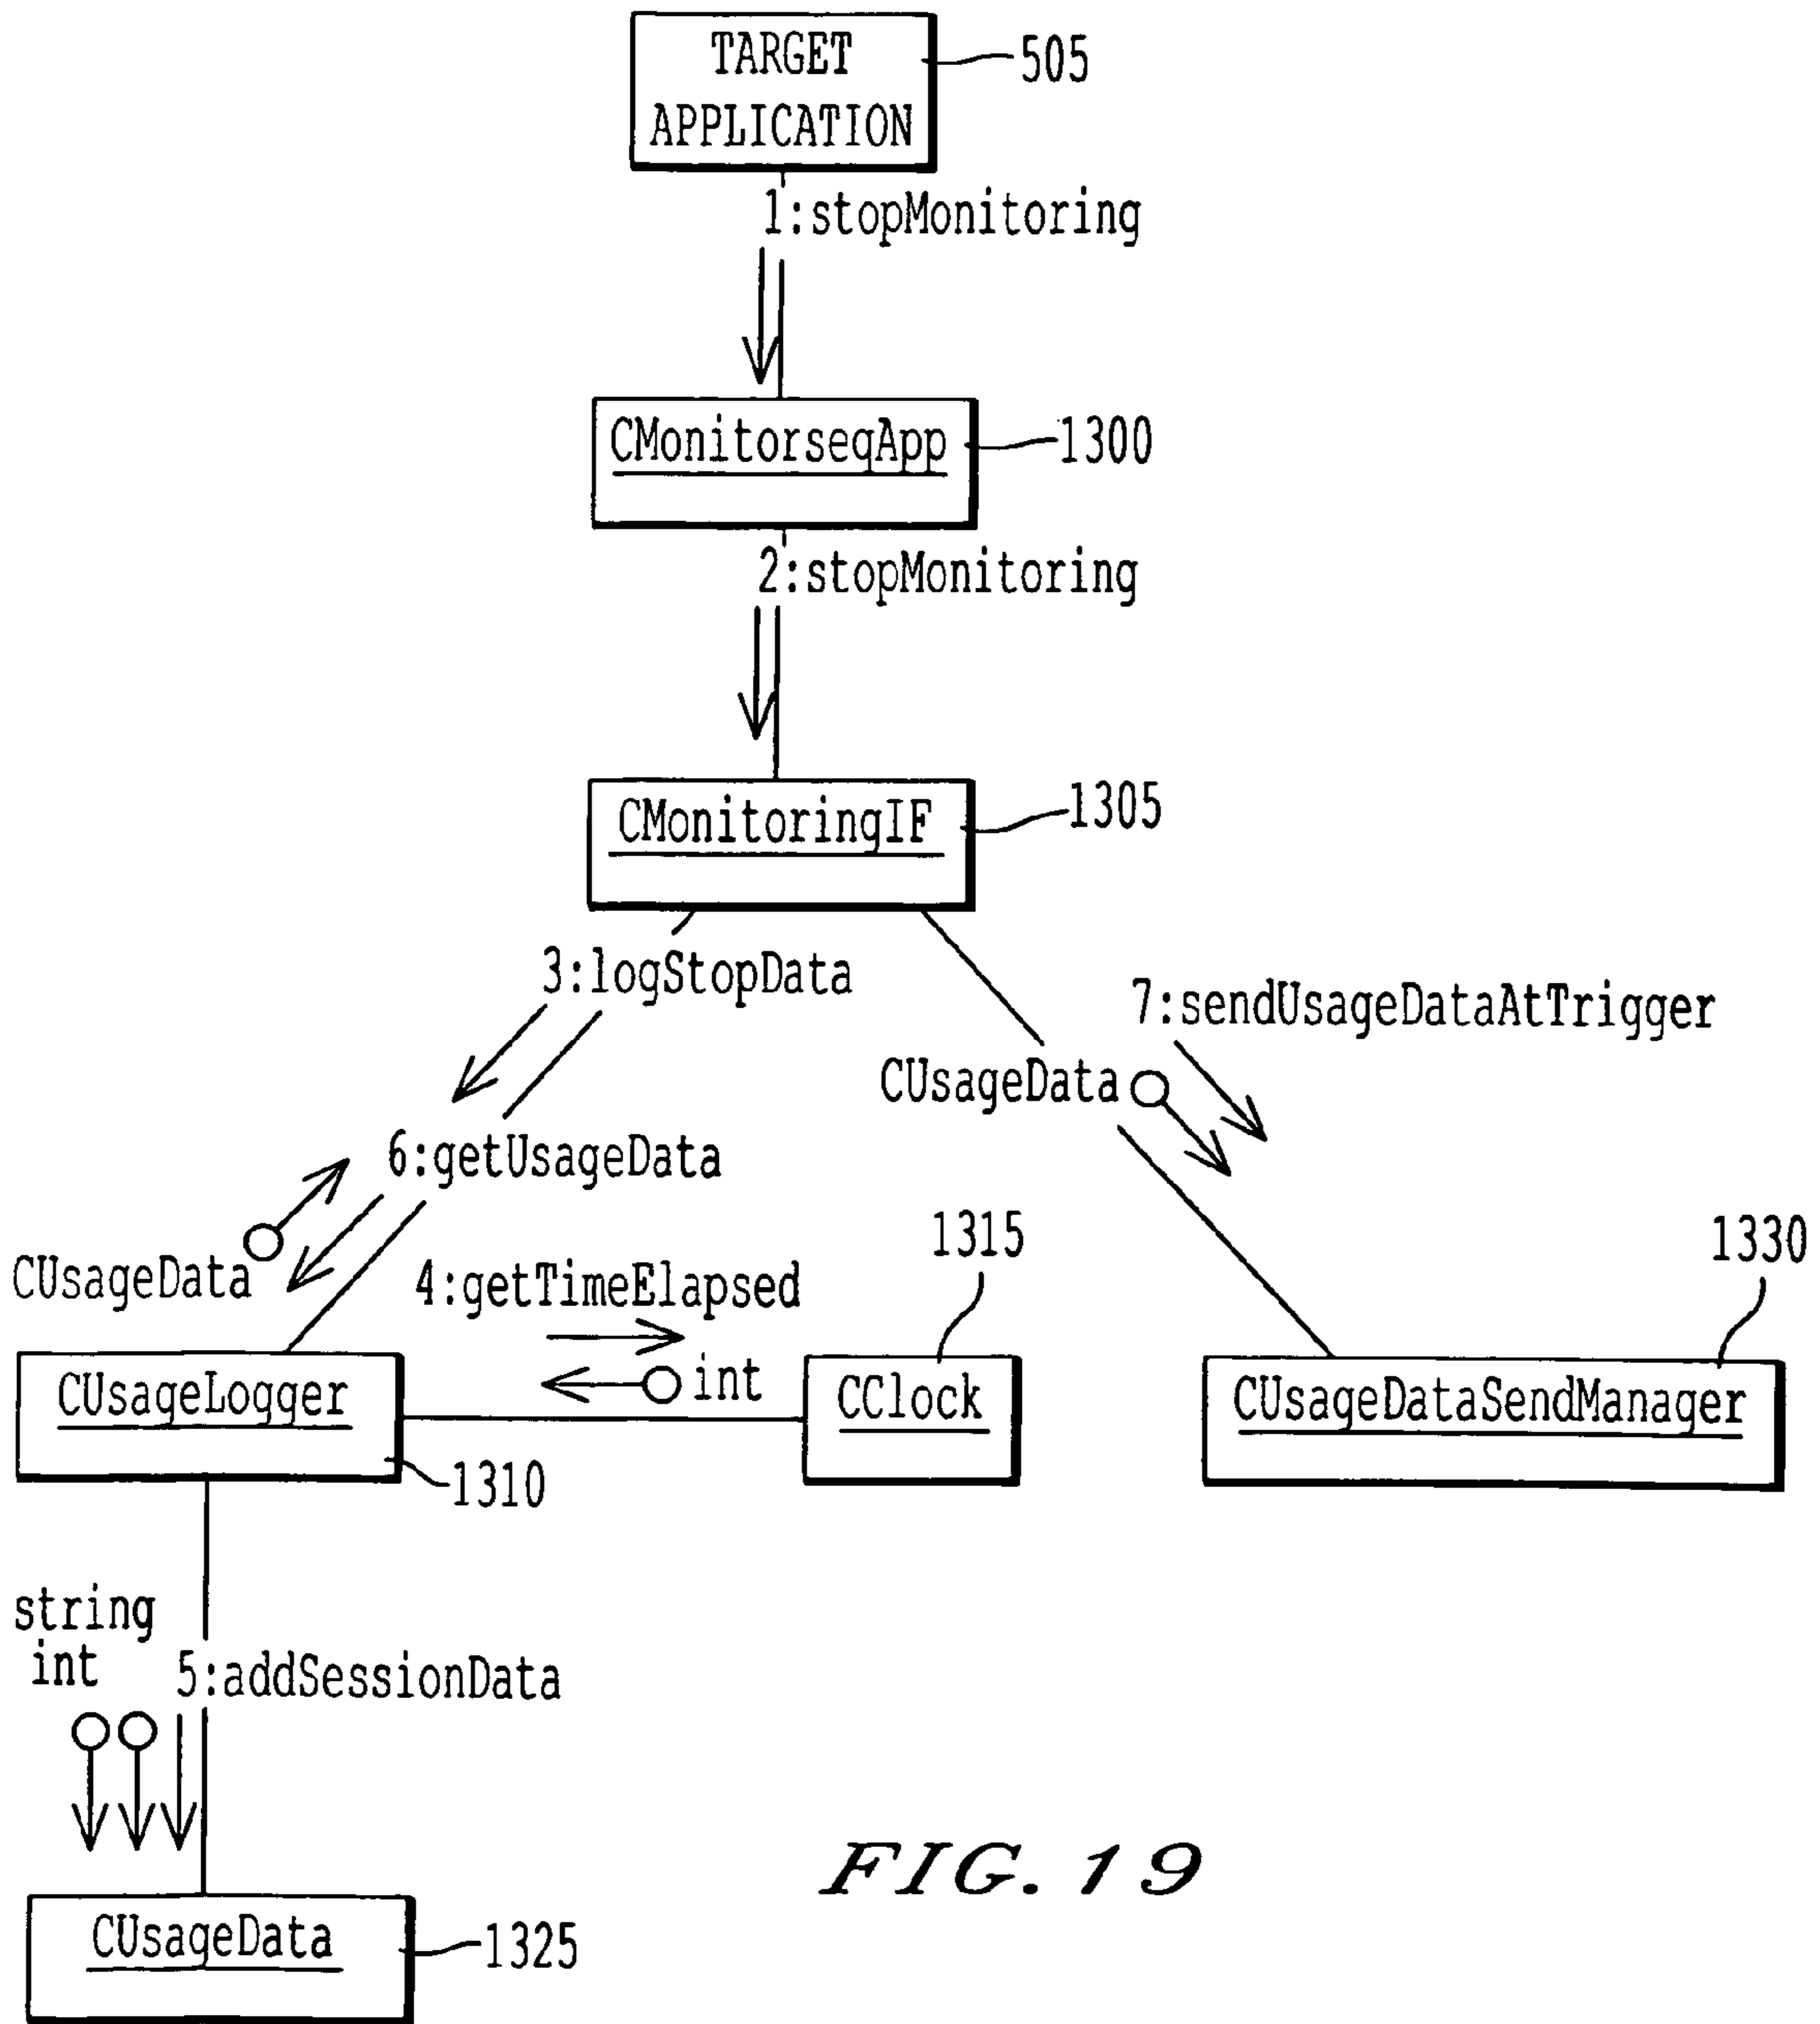 TARGET
APPLICATION
505
1:stopMonitoring
CMonitorseqApp
1300
2:stopMonitoring
CMonitoringIF
1305
3:logStopData
7:sendUsageDataAtTrigger
CUsageData
6:getUsageData
CUsageData
4:getTimeElapsed
int
1315
1330
CUsageLogger
1310
CClock
CUsageDataSendManager
string
int
5:addSessionData
CUsageData
1325
FIG. 19